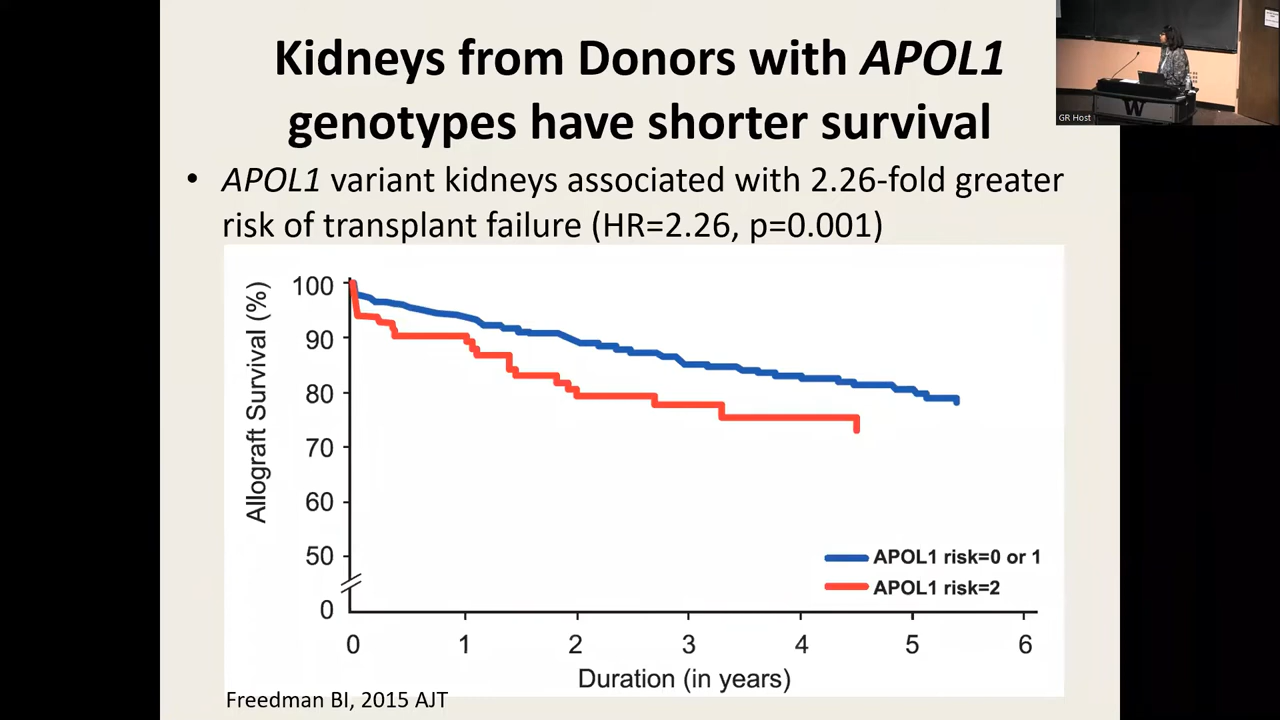 Kidneys from Donors with APOL1
genotypes have shorter survival
• APOL1 variant kidneys associated with 2.26-fold greater
risk of transplant failure (HR=2.26, p=0.001)
Allograft Survival (%)
100
90
80
70
60
50
0
APOL1 risk=0 or 1
APOL1 risk=2
0 1 2 3 4 5 6
Duration (in years)
Freedman BI, 2015 AJT
GR Host
W